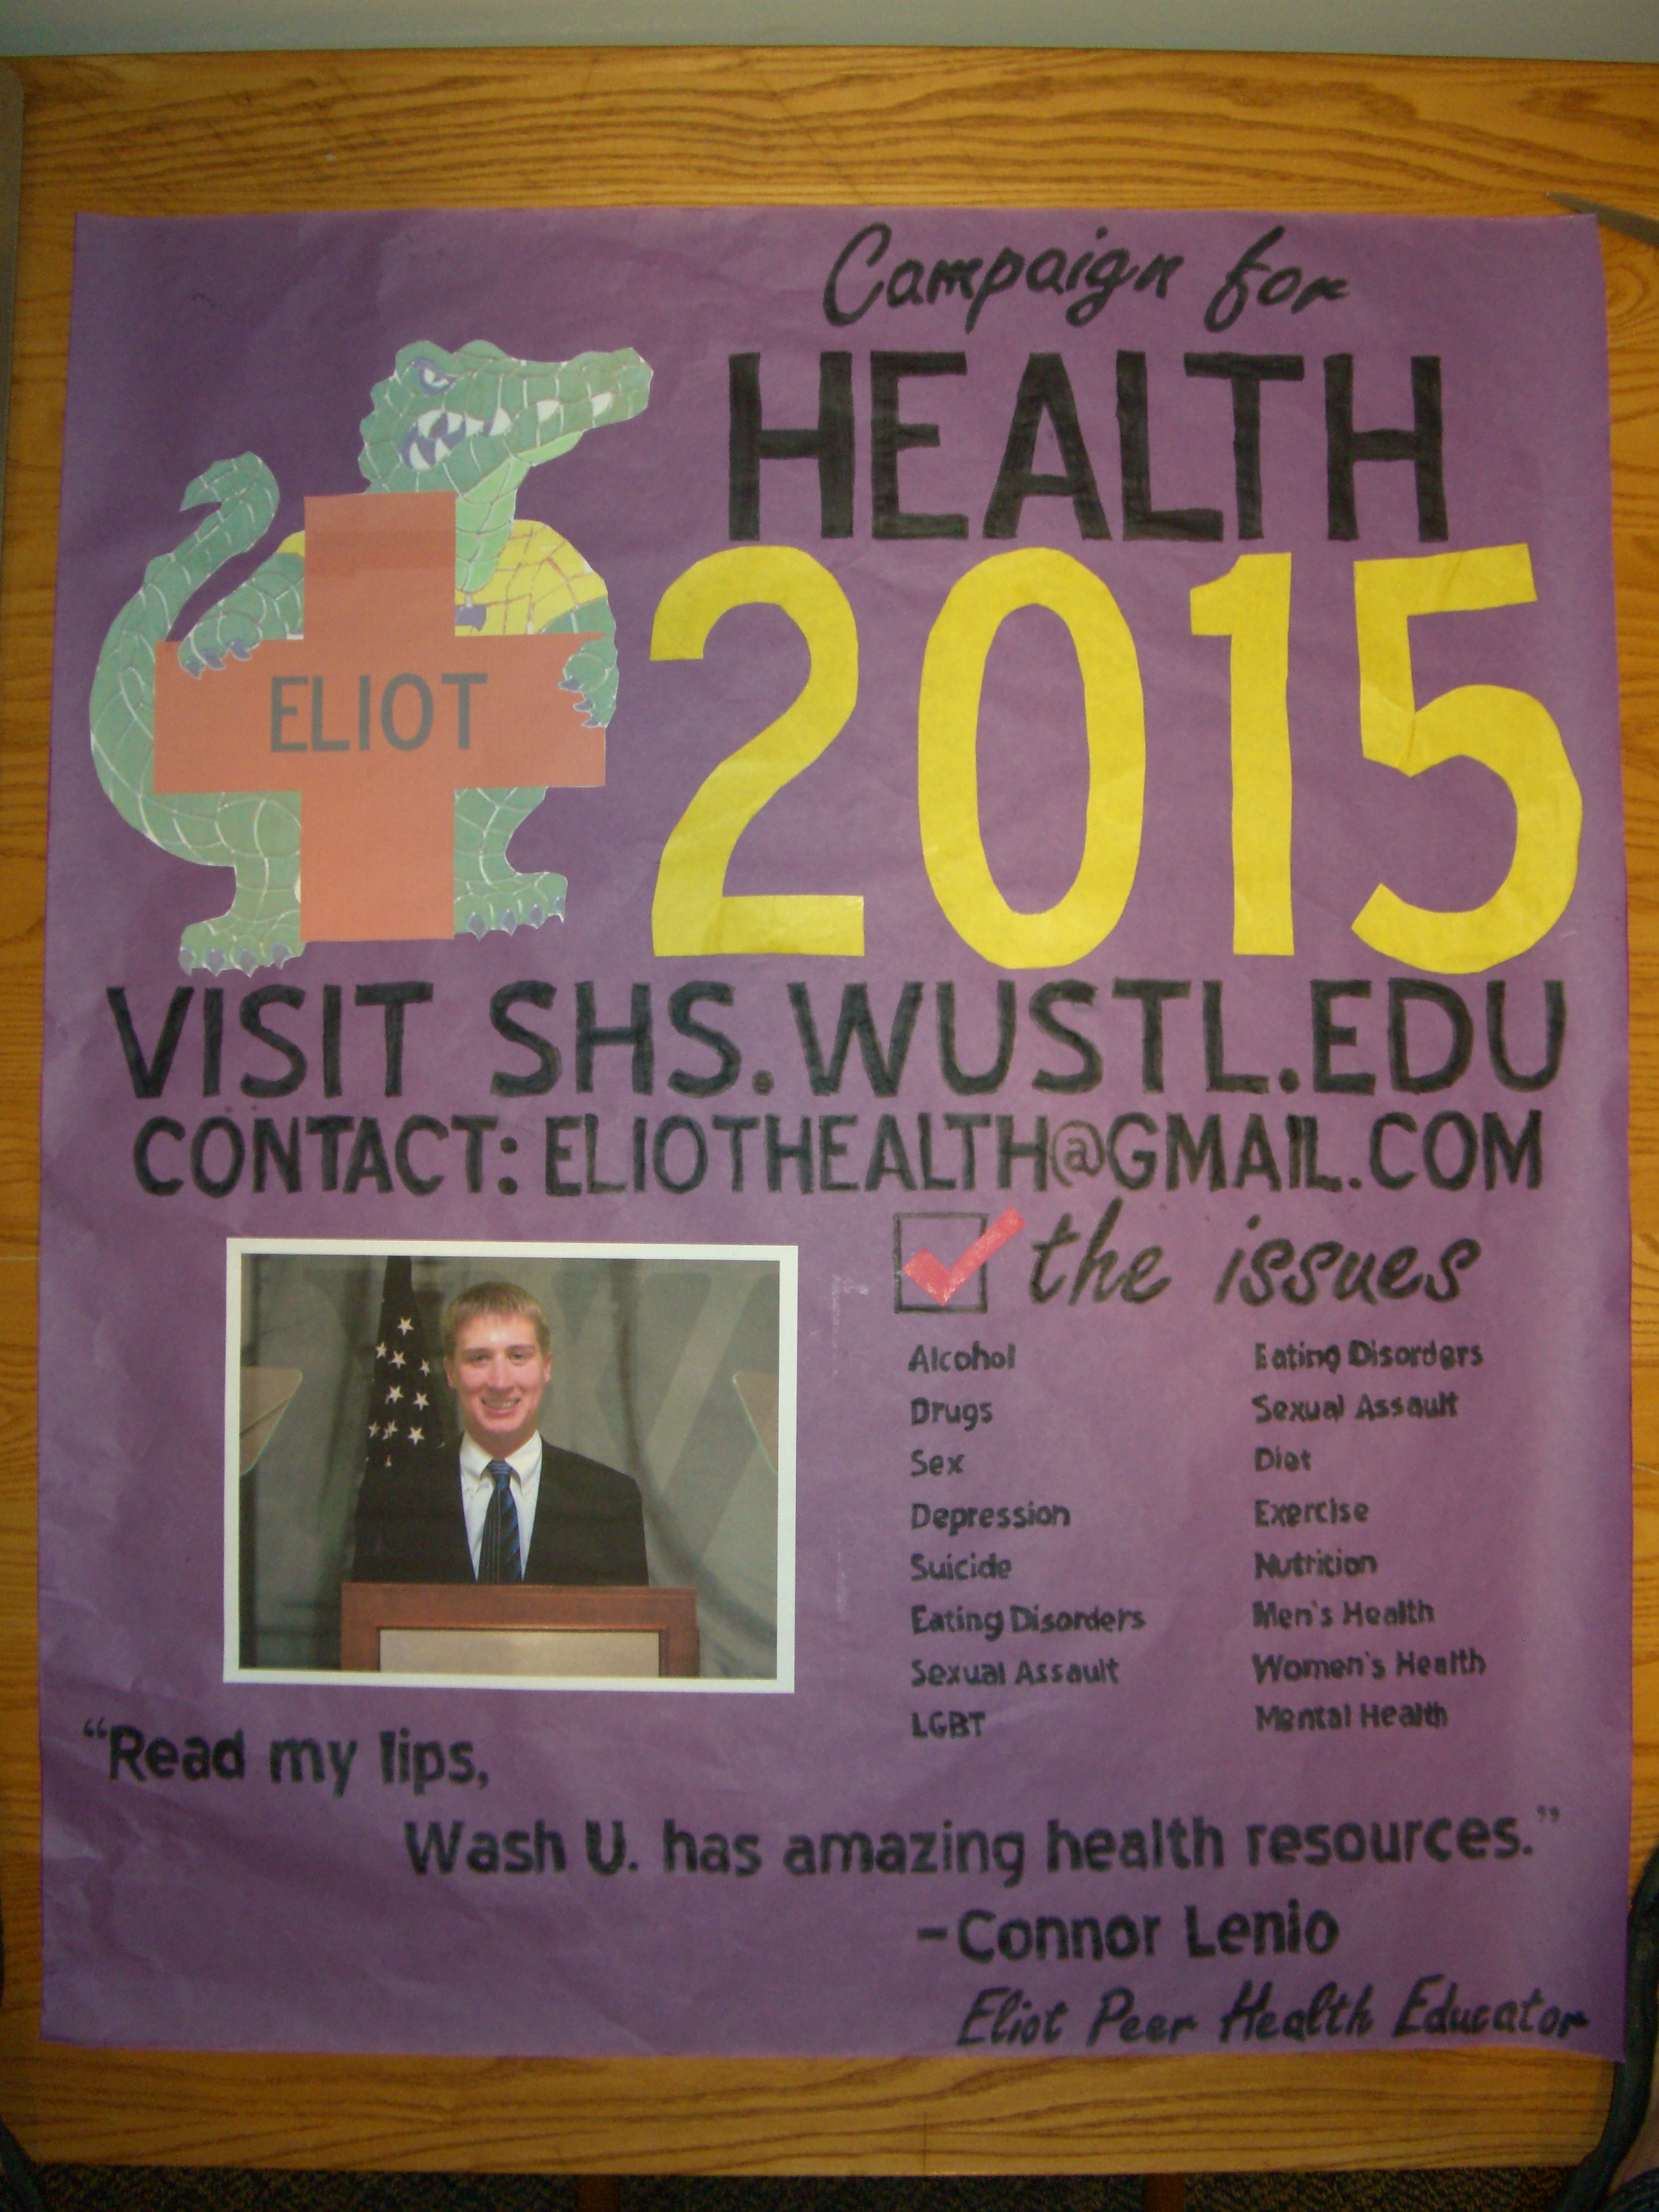 Campaign for
HEALTH
2015
ELIOT
VISIT SHS.WUSTL.EDU
CONTACT: ELIOTHEALTH@GMAIL.COM
the issues
Alcohol
Drugs
Sex
Depression
Suicide
Eating Disorders
Sexual Assault
LGBT
Eating Disorders
Sexual Assault
Diet
Exercise
Nutrition
Men's Health
Women's Health
Mental Health
"Read my lips,
Wash U. has amazing health resources."
-Connor Lenio
Eliot Peer Health Educator